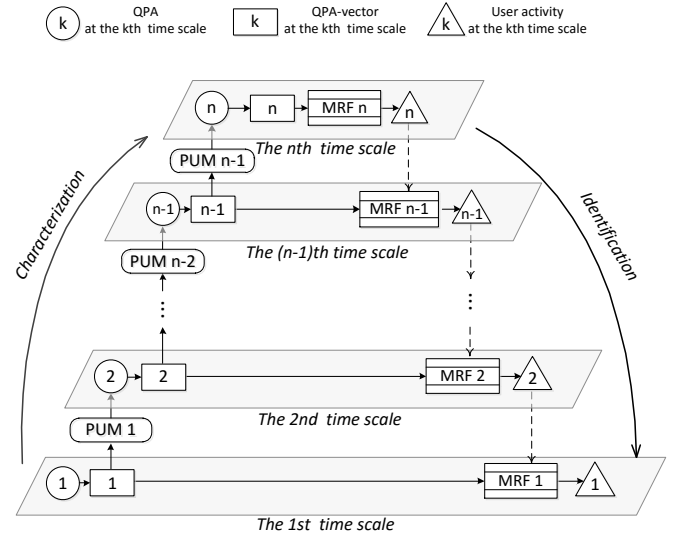 k
QPA
at the kth time scale
k
QPA-vector
at the kth time scale
k
User activity
at the kth time scale
n
n
MRF n
n
The nth time scale
PUM n-1
n-1
n-1
MRF n-1
n-1
The (n-1)th time scale
PUM n-2
...
...
2
2
MRF 2
2
The 2nd time scale
PUM 1
1
1
MRF 1
1
The 1st time scale
Characterization
Identification